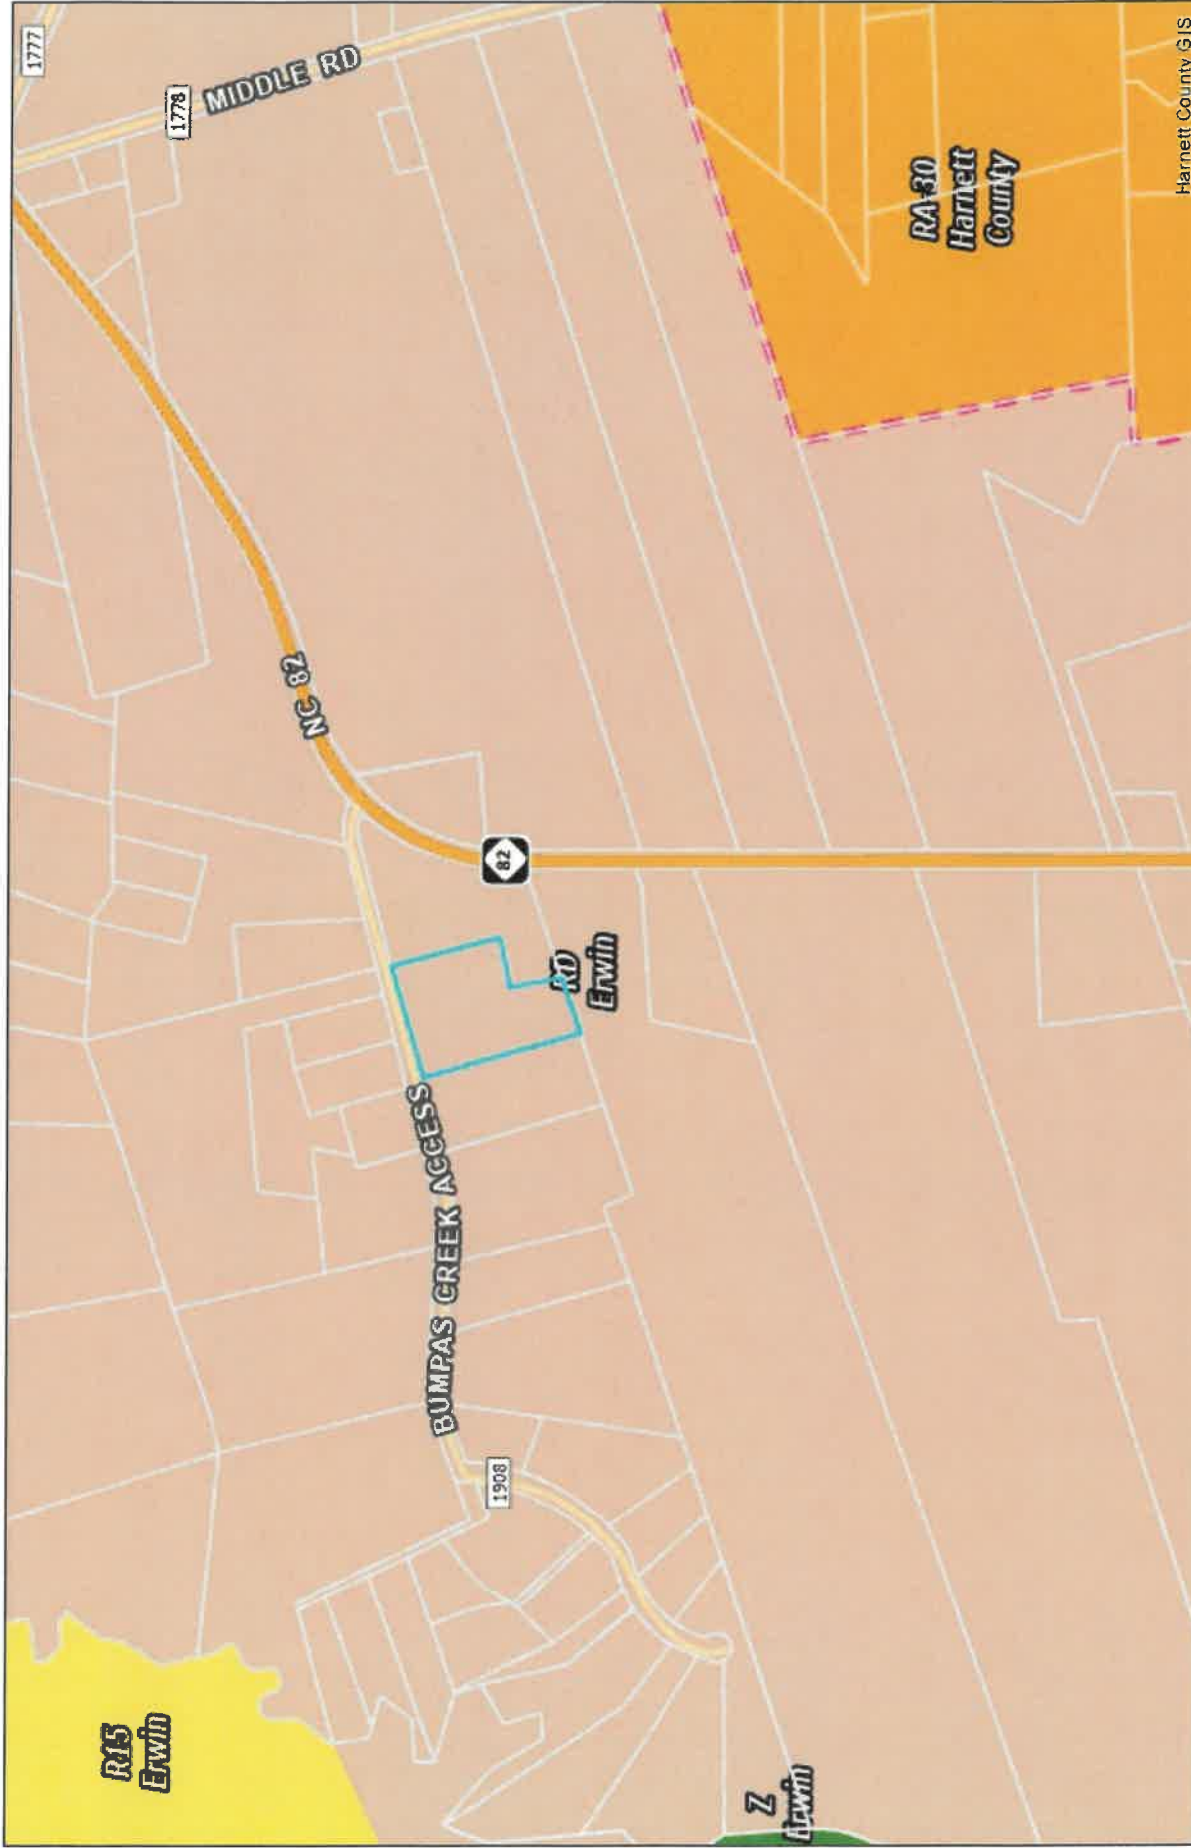 1777
1778
MIDDLE RD
NC 82
82
RA-30
Harnett
County
RD
Erwin
BUMPAS CREEK ACCESS
1908
R15
Erwin
Z
Harnett County GIS